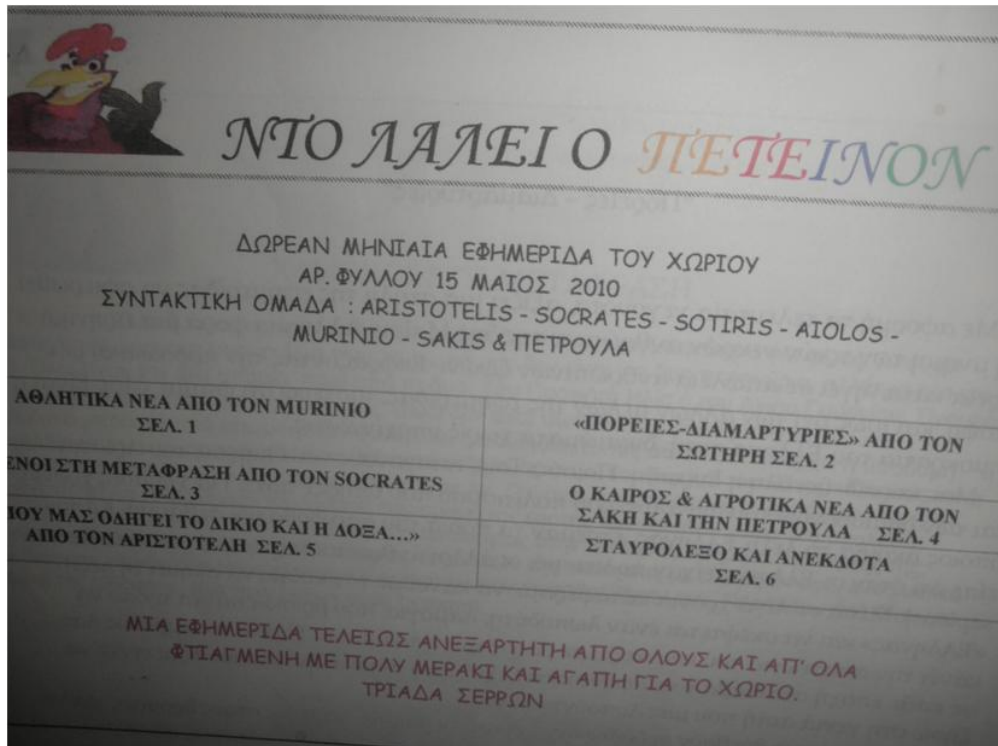 ΝΤΟ ΛΑΛΕΙ Ο ΠΕΤΕΙΝΟΝ
ΔΩΡΕΑΝ ΜΗΝΙΑΙΑ ΕΦΗΜΕΡΙΔΑ ΤΟΥ ΧΩΡΙΟΥ
ΑΡ. ΦΥΛΛΟΥ 15 ΜΑΙΟΣ 2010
ΣΥΝΤΑΚΤΙΚΗ ΟΜΑΔΑ : ARISTOTELIS - SOCRATES - SOTIRIS - AIOLOS -
MURINIO - SAKIS & ΠΕΤΡΟΥΛΑ
ΑΘΛΗΤΙΚΑ ΝΕΑ ΑΠΟ ΤΟΝ MURINIO
ΣΕΛ. 1
«ΠΟΡΕΙΕΣ-ΔΙΑΜΑΡΤΥΡΙΕΣ» ΑΠΟ ΤΟΝ
ΣΩΤΗΡΗ ΣΕΛ. 2
ΣΤΗ ΜΕΤΑΦΡΑΣΗ ΑΠΟ ΤΟΝ SOCRATES
ΣΕΛ. 3
Ο ΚΑΙΡΟΣ & ΑΓΡΟΤΙΚΑ ΝΕΑ ΑΠΟ ΤΟΝ
ΣΑΚΗ ΚΑΙ ΤΗΝ ΠΕΤΡΟΥΛΑ ΣΕΛ. 4
ΜΑΣ ΟΔΗΓΕΙ ΤΟ ΔΙΚΙΟ ΚΑΙ Η ΔΟΞΑ...»
ΑΠΟ ΤΟΝ ΑΡΙΣΤΟΤΕΛΗ ΣΕΛ. 5
ΣΤΑΥΡΟΛΕΞΟ ΚΑΙ ΑΝΕΚΔΟΤΑ
ΣΕΛ. 6
ΜΙΑ ΕΦΗΜΕΡΙΔΑ ΤΕΛΕΙΩΣ ΑΝΕΞΑΡΤΗΤΗ ΑΠΟ ΟΛΟΥΣ ΚΑΙ ΑΠ' ΟΛΑ
ΦΤΙΑΓΜΕΝΗ ΜΕ ΠΟΛΥ ΜΕΡΑΚΙ ΚΑΙ ΑΓΑΠΗ ΓΙΑ ΤΟ ΧΩΡΙΟ.
ΤΡΙΑΔΑ ΣΕΡΡΩΝ